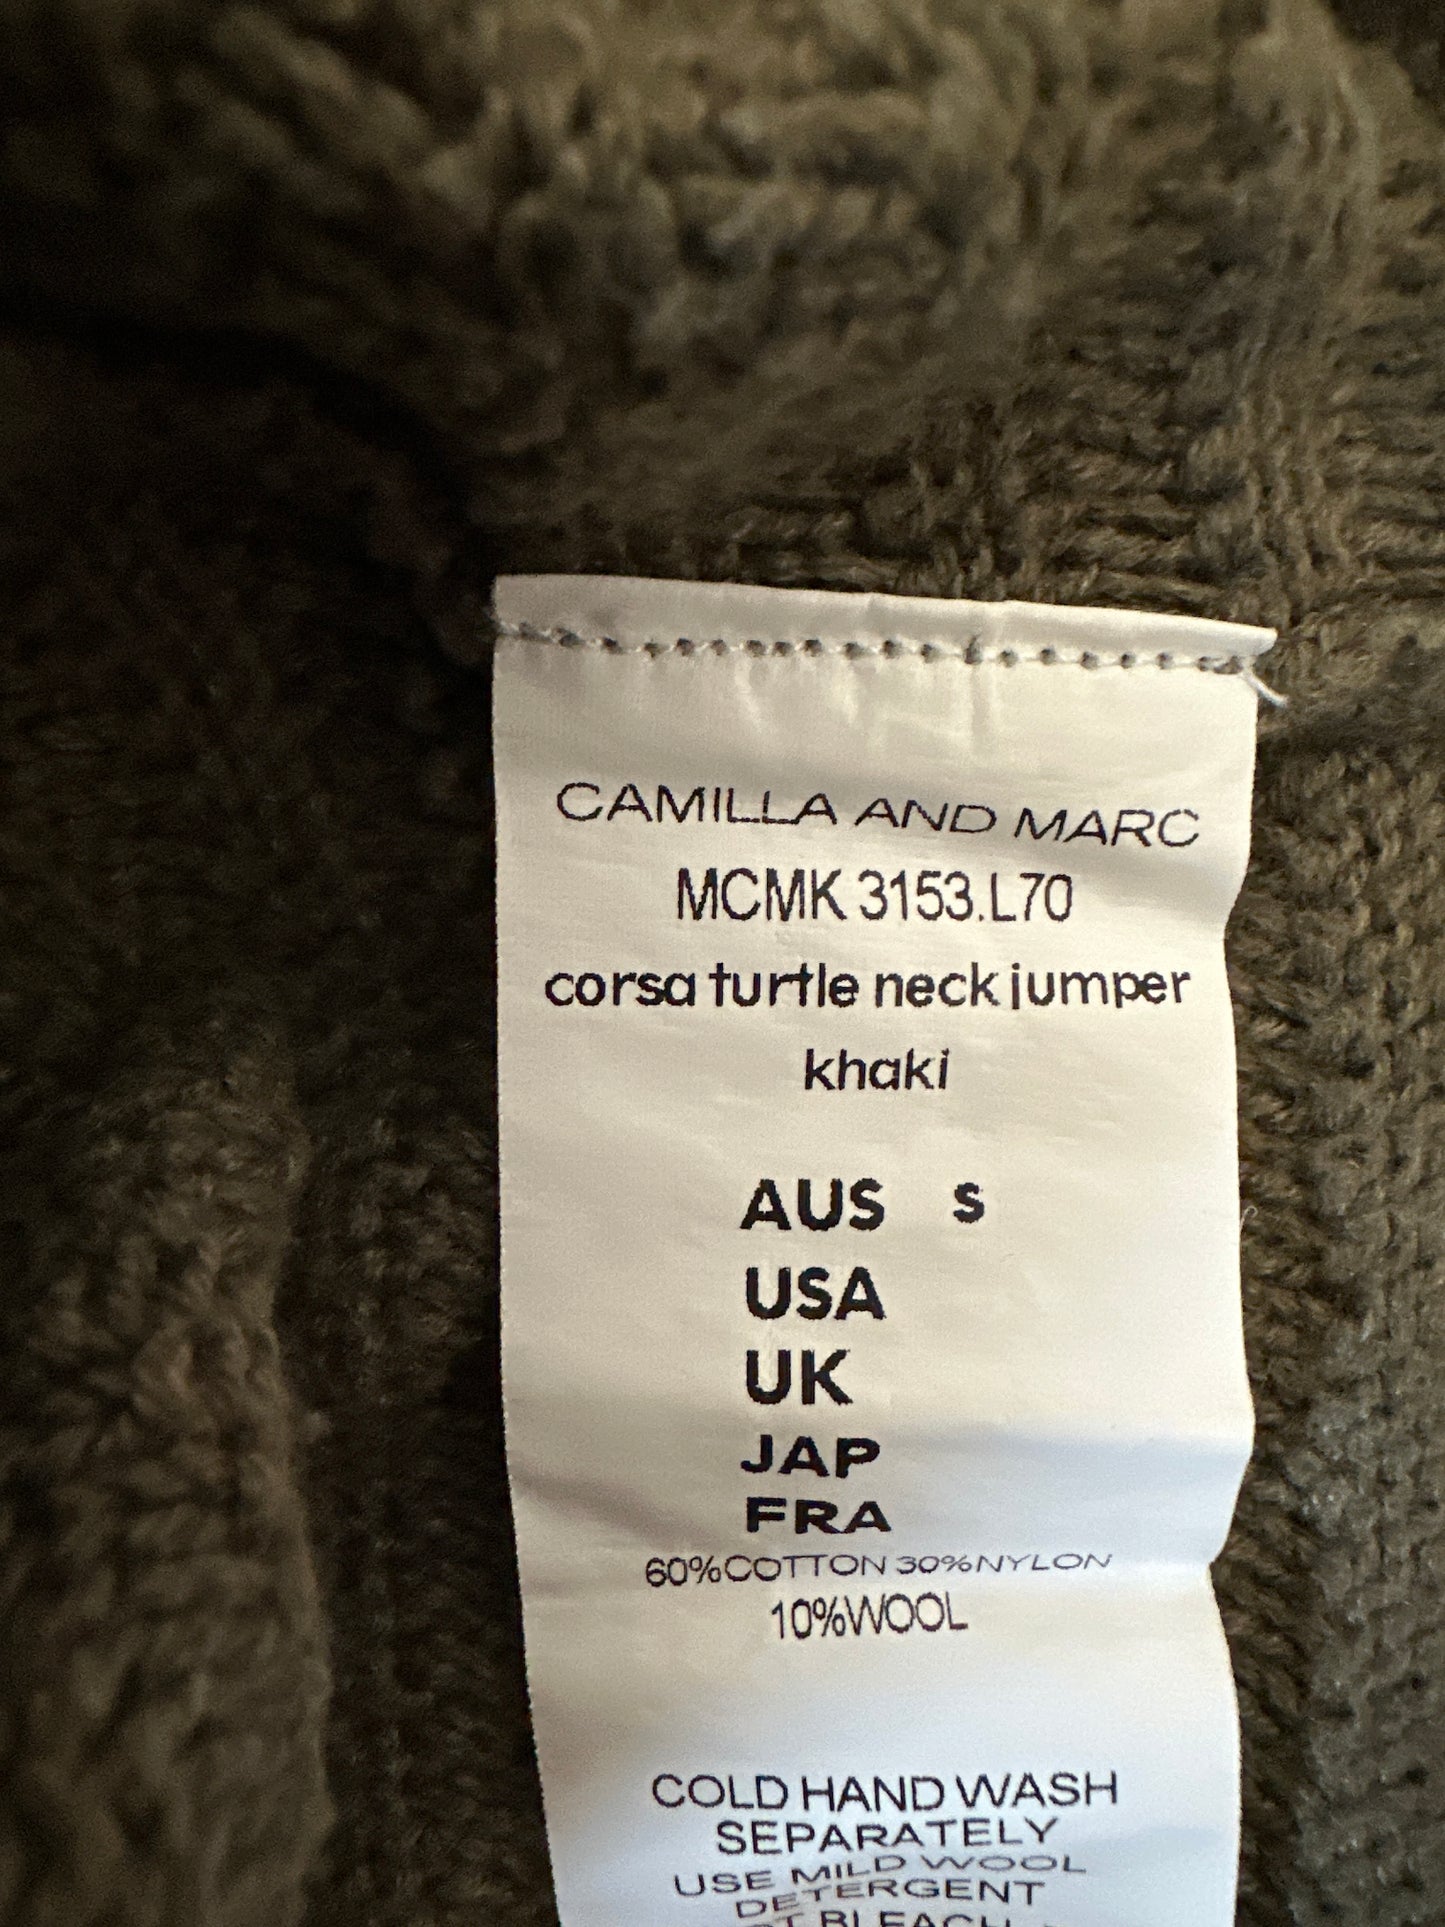 CAMILLA AND MARC
MCMK 3153.L70
corsa turtle neck jumper
khaki
AUS S
USA
UK
JAP
FRA
60%COTTON 30%NYLON
10%WOOL
COLD HAND WASH
SEPARATELY
USE MILD WOOL
DETERGENT
BLEACH